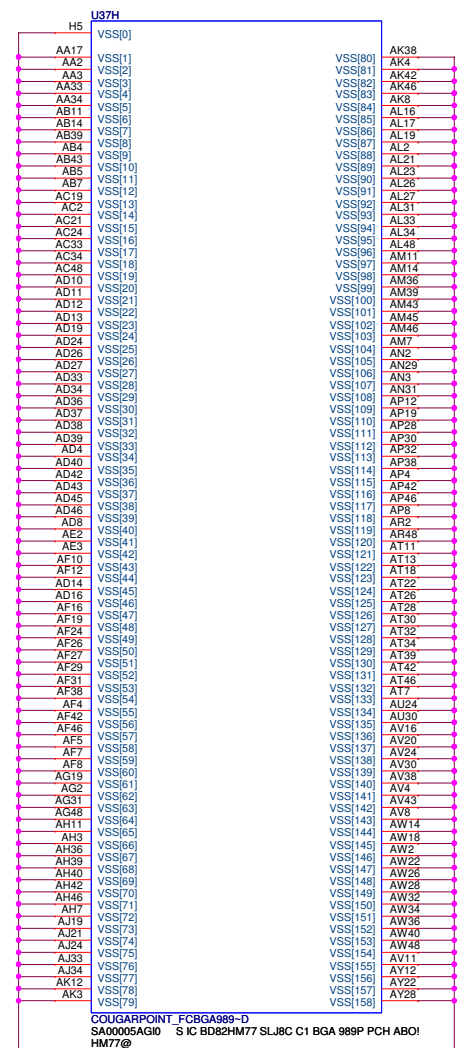 U37H
H5 VSS[0]
AA17 VSS[1] VSS[80] AK38
AA2 VSS[2] VSS[81] AK4
AA3 VSS[3] VSS[82] AK42
AA33 VSS[4] VSS[83] AK46
AA34 VSS[5] VSS[84] AK8
AB11 VSS[6] VSS[85] AL16
AB14 VSS[7] VSS[86] AL17
AB39 VSS[8] VSS[87] AL19
AB4 VSS[9] VSS[88] AL2
AB43 VSS[10] VSS[89] AL21
AB5 VSS[11] VSS[90] AL23
AB7 VSS[12] VSS[91] AL26
AC19 VSS[13] VSS[92] AL27
AC2 VSS[14] VSS[93] AL31
AC21 VSS[15] VSS[94] AL33
AC24 VSS[16] VSS[95] AL34
AC33 VSS[17] VSS[96] AL48
AC34 VSS[18] VSS[97] AM11
AC48 VSS[19] VSS[98] AM14
AD10 VSS[20] VSS[99] AM36
AD11 VSS[21] VSS[100] AM39
AD12 VSS[22] VSS[101] AM43
AD13 VSS[23] VSS[102] AM45
AD19 VSS[24] VSS[103] AM46
AD24 VSS[25] VSS[104] AM7
AD26 VSS[26] VSS[105] AN2
AD27 VSS[27] VSS[106] AN29
AD33 VSS[28] VSS[107] AN3
AD34 VSS[29] VSS[108] AN31
AD36 VSS[30] VSS[109] AP12
AD37 VSS[31] VSS[110] AP19
AD38 VSS[32] VSS[111] AP28
AD39 VSS[33] VSS[112] AP30
AD4 VSS[34] VSS[113] AP32
AD40 VSS[35] VSS[114] AP38
AD42 VSS[36] VSS[115] AP4
AD43 VSS[37] VSS[116] AP42
AD45 VSS[38] VSS[117] AP46
AD46 VSS[39] VSS[118] AP8
AD8 VSS[40] VSS[119] AR2
AE2 VSS[41] VSS[120] AR48
AE3 VSS[42] VSS[121] AT11
AF10 VSS[43] VSS[122] AT13
AF12 VSS[44] VSS[123] AT18
AD14 VSS[45] VSS[124] AT22
AD16 VSS[46] VSS[125] AT26
AF16 VSS[47] VSS[126] AT28
AF19 VSS[48] VSS[127] AT30
AF24 VSS[49] VSS[128] AT32
AF26 VSS[50] VSS[129] AT34
AF27 VSS[51] VSS[130] AT39
AF29 VSS[52] VSS[131] AT42
AF31 VSS[53] VSS[132] AT46
AF38 VSS[54] VSS[133] AT7
AF4 VSS[55] VSS[134] AU24
AF42 VSS[56] VSS[135] AU30
AF46 VSS[57] VSS[136] AV16
AF5 VSS[58] VSS[137] AV20
AF7 VSS[59] VSS[138] AV24
AF8 VSS[60] VSS[139] AV30
AG19 VSS[61] VSS[140] AV38
AG2 VSS[62] VSS[141] AV4
AG31 VSS[63] VSS[142] AV43
AG48 VSS[64] VSS[143] AV8
AH11 VSS[65] VSS[144] AW14
AH3 VSS[66] VSS[145] AW18
AH36 VSS[67] VSS[146] AW2
AH39 VSS[68] VSS[147] AW22
AH40 VSS[69] VSS[148] AW26
AH42 VSS[70] VSS[149] AW28
AH46 VSS[71] VSS[150] AW32
AH7 VSS[72] VSS[151] AW34
AJ19 VSS[73] VSS[152] AW36
AJ21 VSS[74] VSS[153] AW40
AJ24 VSS[75] VSS[154] AW48
AJ33 VSS[76] VSS[155] AV11
AJ34 VSS[77] VSS[156] AY12
AK12 VSS[78] VSS[157] AY22
AK3 VSS[79] VSS[158] AY28
COUGARPOINT_FCBGA989~D
SA00005AGI0 S IC BD82HM77 SLJ8C C1 BGA 989P PCH ABO!
HM77@